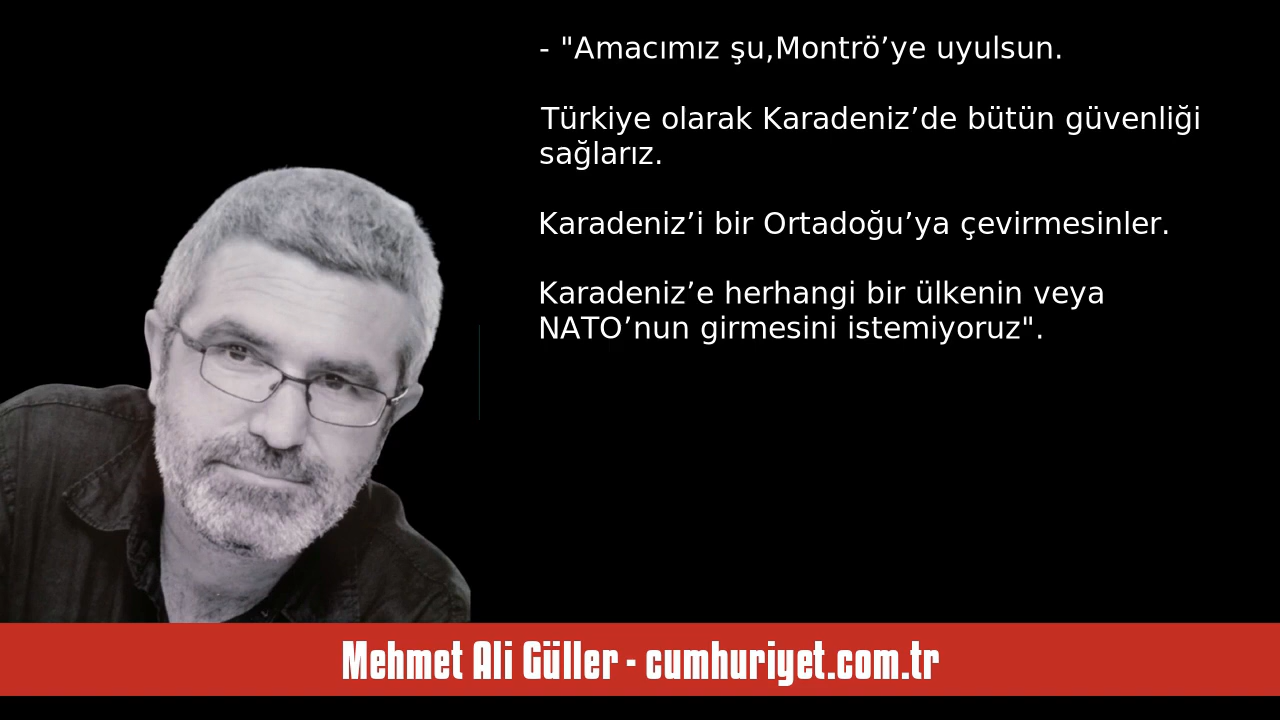 - "Amacımız şu,Montrö’ye uyulsun.
Türkiye olarak Karadeniz’de bütün güvenliği
sağlarız.
Karadeniz’i bir Ortadoğu’ya çevirmesinler.
Karadeniz’e herhangi bir ülkenin veya
NATO’nun girmesini istemiyoruz".
Mehmet Ali Güller - cumhuriyet.com.tr